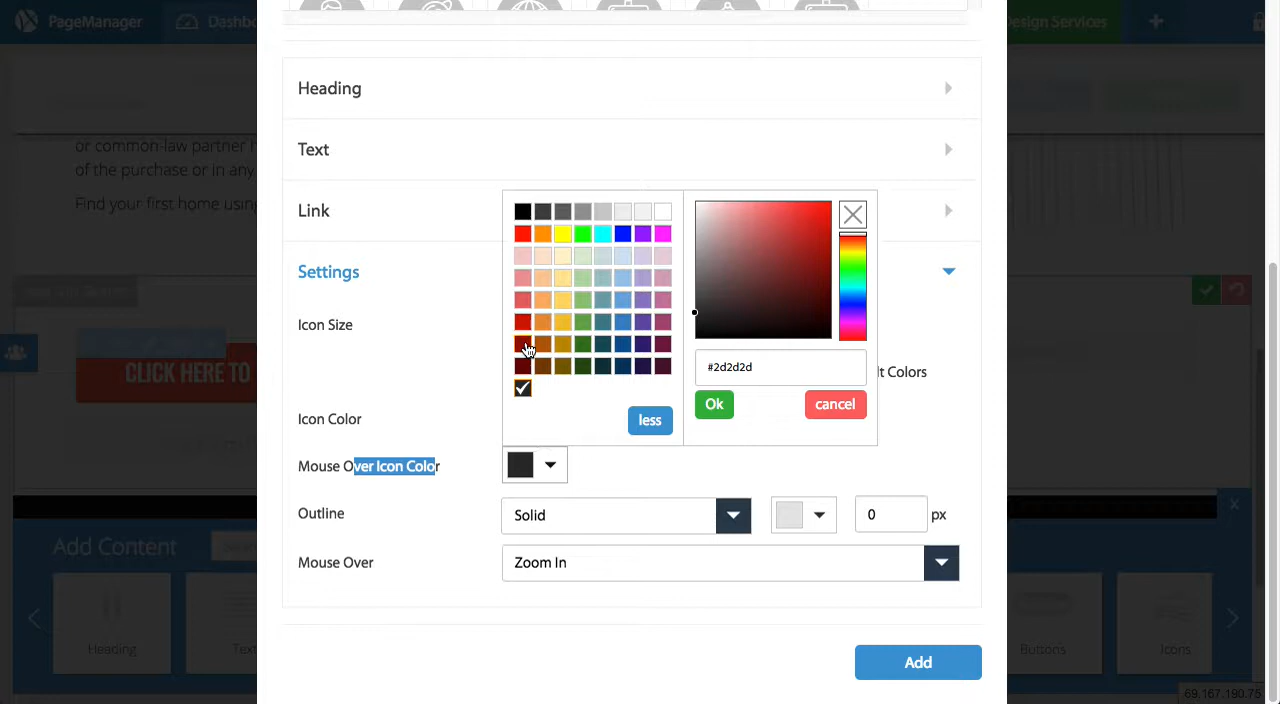 PageManager
Design Services
Heading
or common-law partner
of the purchase or in any
Text
Find your first home using
Link
Settings
Icon Size
CLICK HERE TO
#2d2d2d
lt Colors
Ok
cancel
Icon Color
less
Mouse Over Icon Color
Outline
Solid
0
px
Add Content
Mouse Over
Zoom In
Heading
Text
Buttons
Icons
Add
69.167.190.75